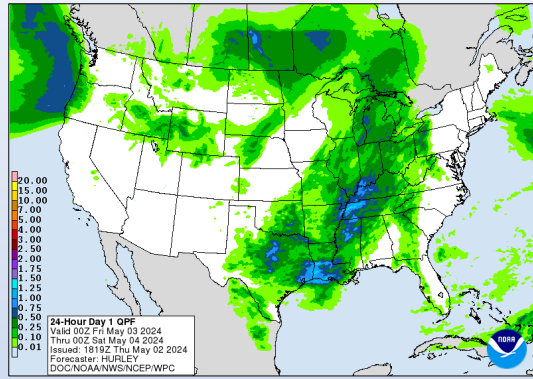 20.00
15.00
10.00
7.00
5.00
4.00
3.00
2.50
2.00
1.75
1.50
1.25
1.00
0.75
0.50
0.25
0.10
0.01
24-Hour Day 1 QPF
Valid 00Z Fri May 03 2024
Thru 00Z Sat May 04 2024
Issued: 1819Z Thu May 02 2024
Forecaster: HURLEY
DOC/NOAA/NWS/NCEP/WPC
NOAA